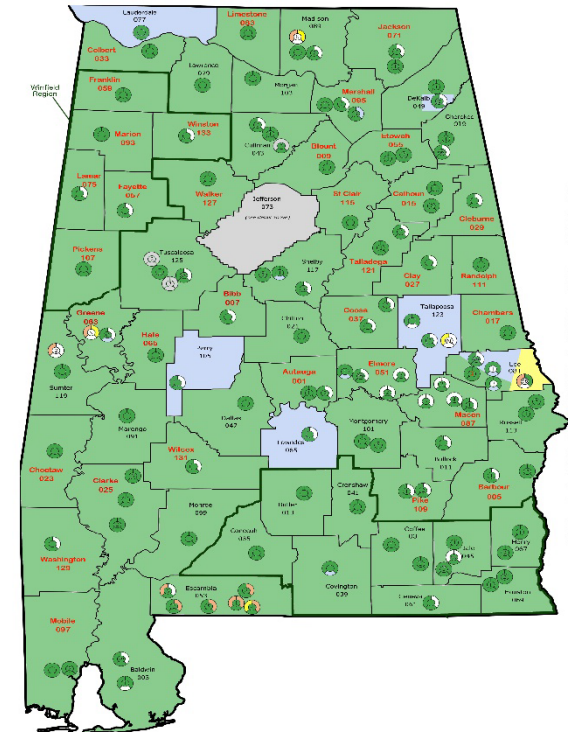 Lauderdale
077
Limestone
083
Madison
089
Jackson
071
Colbert
033
Lawrence
079
Franklin
059
Morgan
103
Marshall
095
DeKalb
049
Cherokee
019
Winfield
Region
Marion
093
Winston
133
Cullman
043
Blount
009
Etowah
055
Lamar
075
Fayette
057
Walker
127
Jefferson
073
St Clair
115
Calhoun
015
Cleburne
029
Pickens
107
Tuscaloosa
125
Shelby
117
Talladega
121
Clay
027
Randolph
111
Greene
063
Bibb
007
Hale
065
Perry
105
Chilton
021
Coosa
037
Tallapoosa
123
Chambers
017
Lee
081
Sumter
119
Autauga
001
Elmore
051
Macon
087
Russell
113
Marengo
091
Dallas
047
Montgomery
101
Lowndes
Bullock
011
Choctaw
023
Clarke
025
Wilcox
131
Monroe
099
Butler
013
Crenshaw
041
Pike
109
Barbour
005
Washington
129
Conecuh
035
Coffee
Dale
045
Henry
067
Escambia
053
Covington
039
Geneva
061
Houston
069
Mobile
097
Baldwin
003